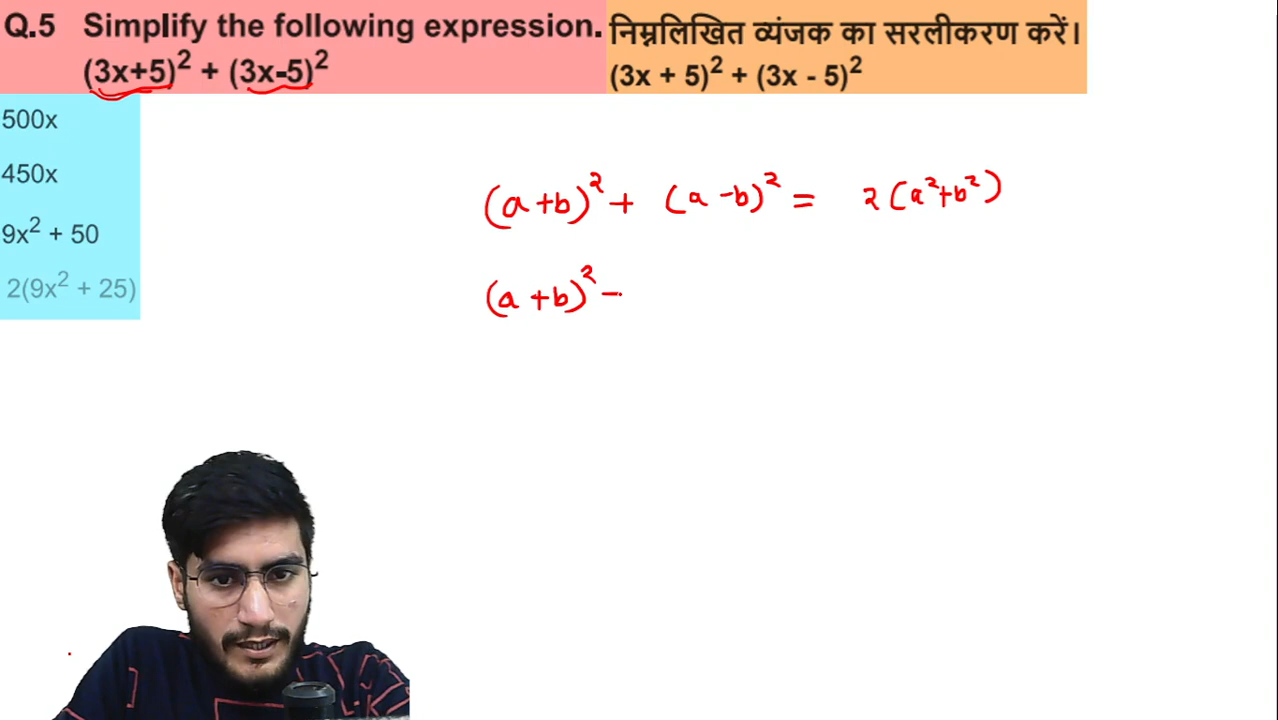 Q.5 Simplify the following expression.
(3x+5)² + (3x-5)²
निम्नलिखित व्यंजक का सरलीकरण करें।
(3x + 5)² + (3x - 5)²
500x
450x
9x² + 50
2(9x² + 25)
(a+b)² + (a-b)² = 2(a²+b²)
(a+b)² -